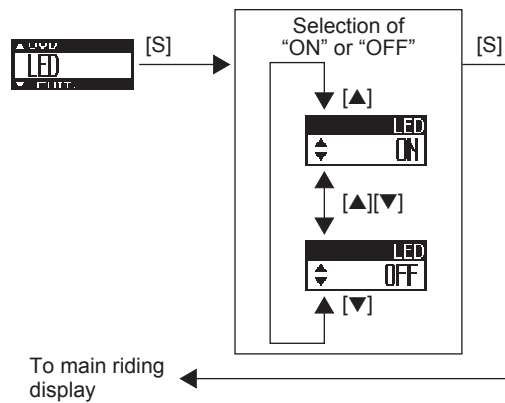 Selection of
“ON” or “OFF”
[S]
[S]
LED
[▲]
LED
ON
[▲][▼]
LED
OFF
[▼]
To main riding
display